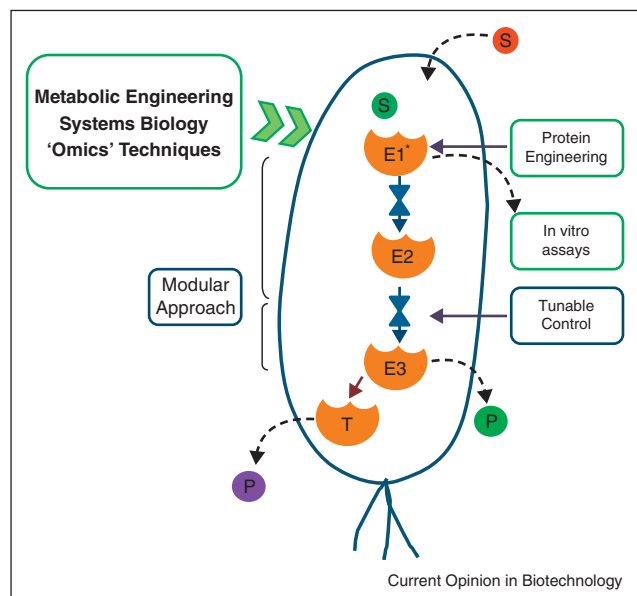 S
Metabolic Engineering
Systems Biology
'Omics' Techniques
S
E1*
Protein
Engineering
In vitro
assays
E2
Modular
Approach
Tunable
Control
E3
T
P
P
Current Opinion in Biotechnology